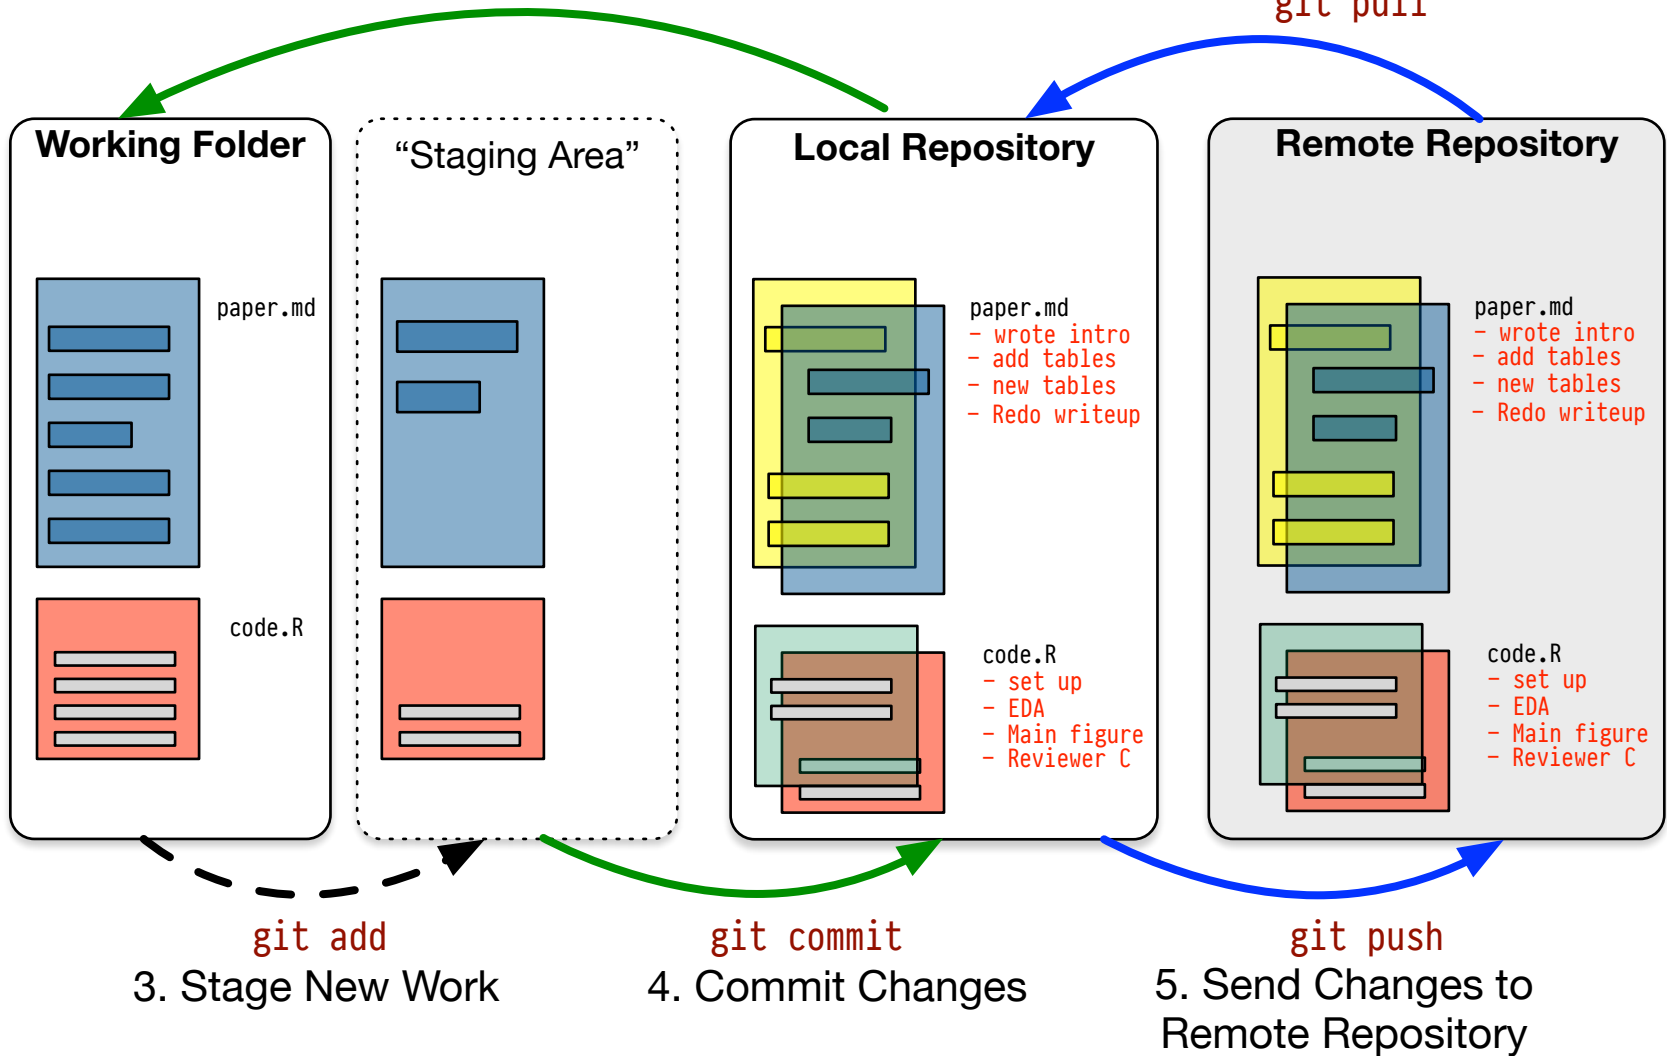 git pull
Working Folder
“Staging Area”
Local Repository
Remote Repository
paper.md
code.R
paper.md
- wrote intro
- add tables
- new tables
- Redo writeup
code.R
- set up
- EDA
- Main figure
- Reviewer C
paper.md
- wrote intro
- add tables
- new tables
- Redo writeup
code.R
- set up
- EDA
- Main figure
- Reviewer C
git add
3. Stage New Work
git commit
4. Commit Changes
git push
5. Send Changes to
Remote Repository